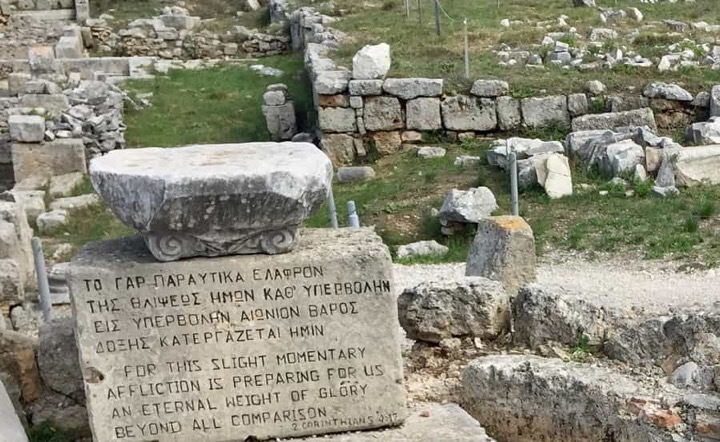 ΤΟ ΓΑΡ ΠΑΡΑΥΤΙΚΑ ΕΛΑΦΡΟΝ
ΤΗΣ ΘΛΙΨΕΩΣ ΗΜΩΝ ΚΑΘ' ΥΠΕΡΒΟΛΗΝ
ΕΙΣ ΥΠΕΡΒΟΛΗΝ ΑΙΩΝΙΟΝ ΒΑΡΟΣ
ΔΟΞΗΣ ΚΑΤΕΡΓΑΖΕΤΑΙ ΗΜΙΝ
FOR THIS SLIGHT MOMENTARY
AFFLICTION IS PREPARING FOR US
AN ETERNAL WEIGHT OF GLORY
BEYOND ALL COMPARISON.
2 CORINTHIANS 4:17